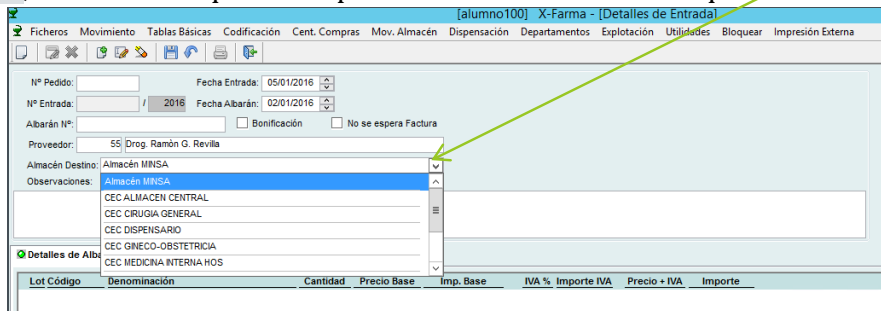 [alumno100] X-Farma - [Detalles de Entrada]
Ficheros Movimiento Tablas Básicas Codificación Cent. Compras Mov. Almacén Dispensación Departamentos Explotación Utilidades Bloquear Impresión Externa
Nº Pedido: Fecha Entrada: 05/01/2016
Nº Entrada: / 2016 Fecha Albarán: 02/01/2016
Albarán Nº: Bonificación No se espera Factura
Proveedor: 55 Drog. Ramòn G. Revilla
Almacén Destino: Almacén MINSA
Observaciones: Almacén MINSA
CEC ALMACEN CENTRAL
CEC CIRUGIA GENERAL
CEC DISPENSARIO
CEC GINECO-OBSTETRICIA
Detalles de Alba
CEC MEDICINA INTERNA HOS
Lot Código Denominación Cantidad Precio Base Imp. Base IVA % Importe IVA Precio + IVA Importe